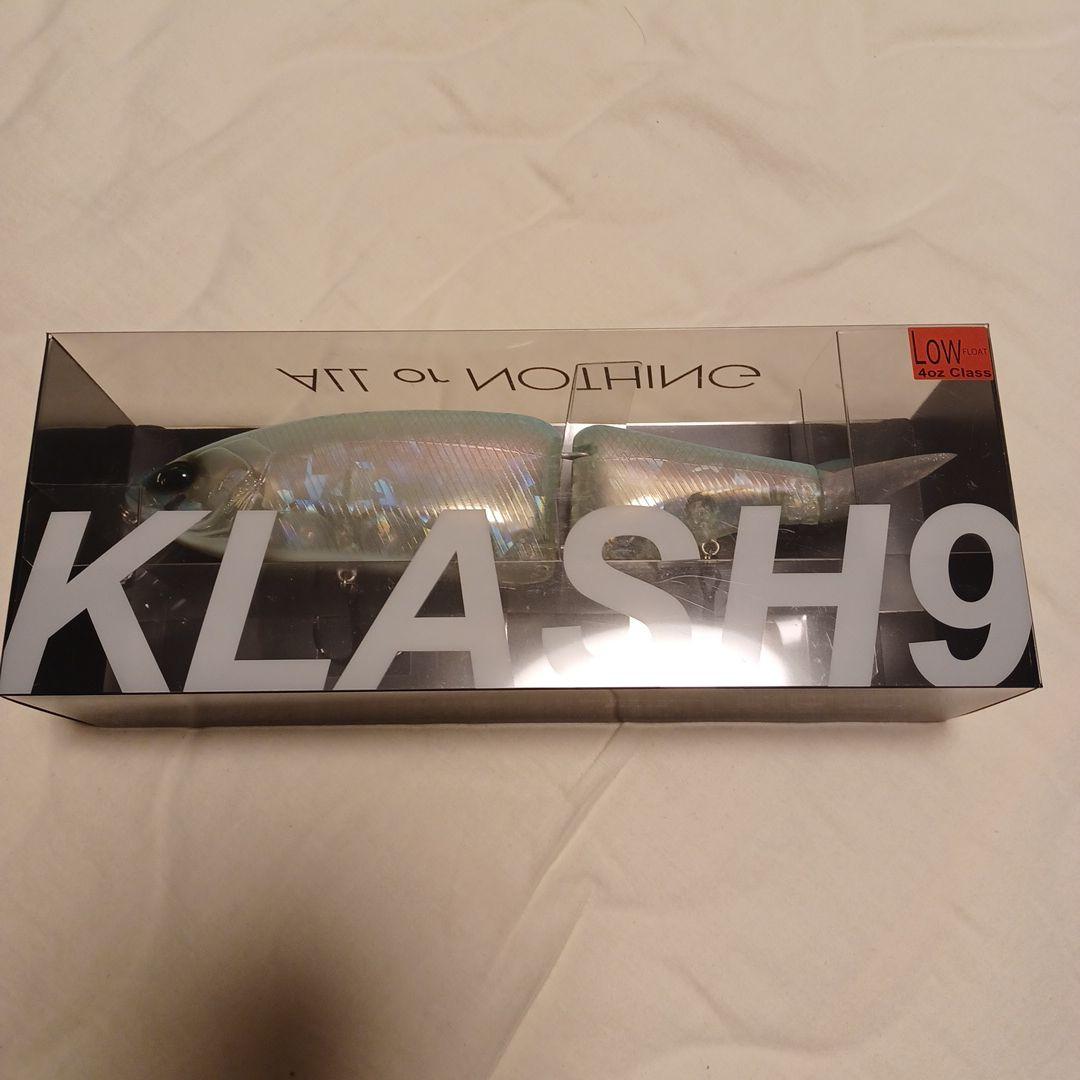 LOW FLOAT
4oz Class
ALL or NOTHING
KLASH9